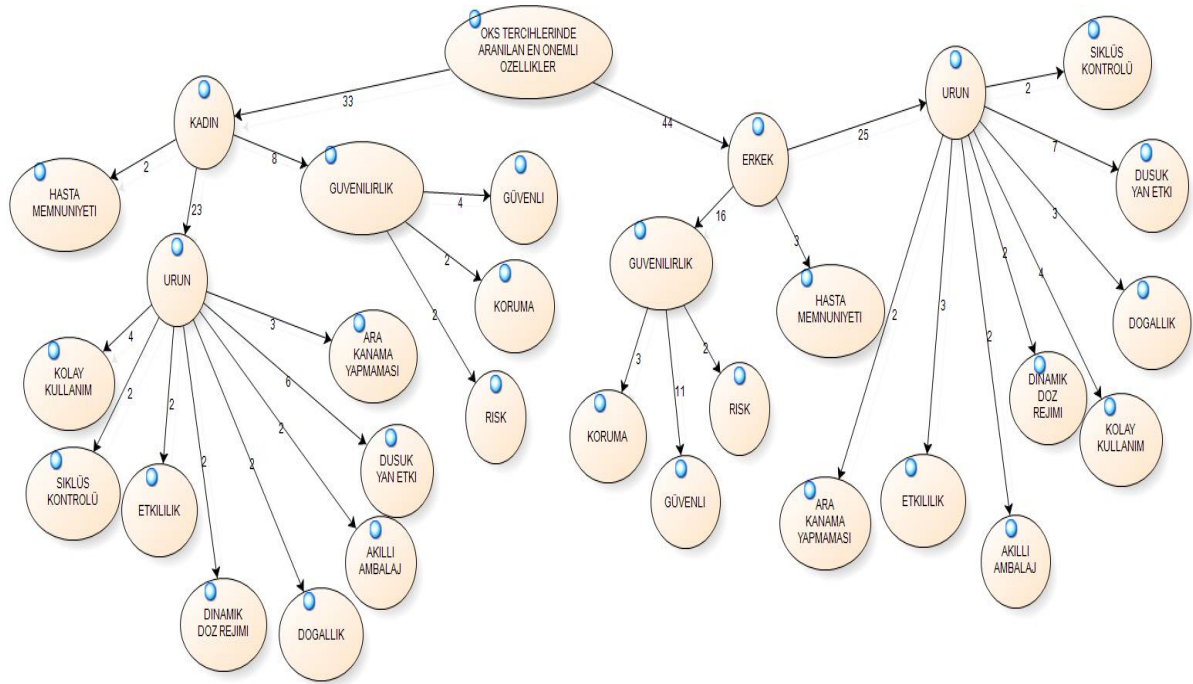 OKS TERCIHLERINDE
ARANILAN EN ONEMLI
OZELLIKLER
33
44
KADIN
2
8
23
HASTA
MEMNUNIYETI
GUVENILIRLIK
4
2
2
GÜVENLİ
KORUMA
RISK
URUN
4
2
2
2
2
2
6
3
KOLAY
KULLANIM
SIKLÜS
KONTROLÜ
ETKILILIK
DINAMIK
DOZ REJIMI
DOGALLIK
AKILLI
AMBALAJ
DUSUK
YAN ETKI
ARA
KANAMA
YAPMAMASI
ERKEK
16
3
25
GUVENILIRLIK
3
11
2
KORUMA
GÜVENLİ
RISK
HASTA
MEMNUNIYETI
URUN
2
7
3
4
2
2
3
2
SIKLÜS
KONTROLÜ
DUSUK
YAN ETKI
DOGALLIK
KOLAY
KULLANIM
DINAMIK
DOZ
REJIMI
AKILLI
AMBALAJ
ETKILILIK
ARA
KANAMA
YAPMAMASI